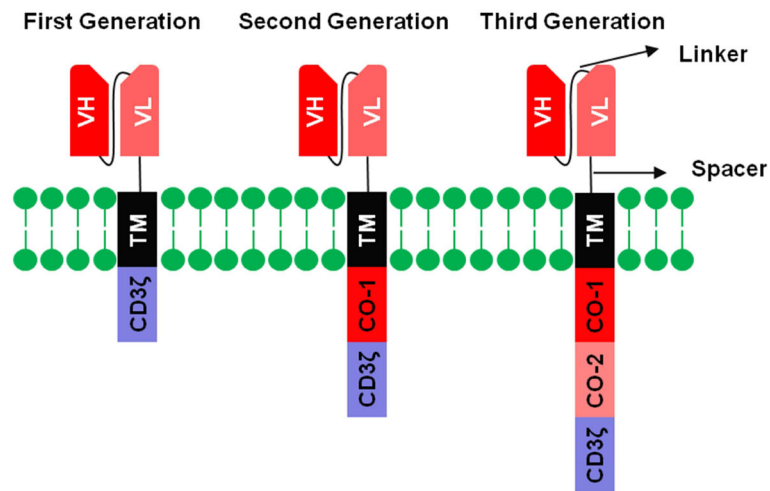 First Generation
Second Generation
Third Generation
Linker
VH
VL
VH
VL
VH
VL
Spacer
TM
TM
TM
CD3ζ
CO-1
CO-1
CD3ζ
CO-2
CD3ζ